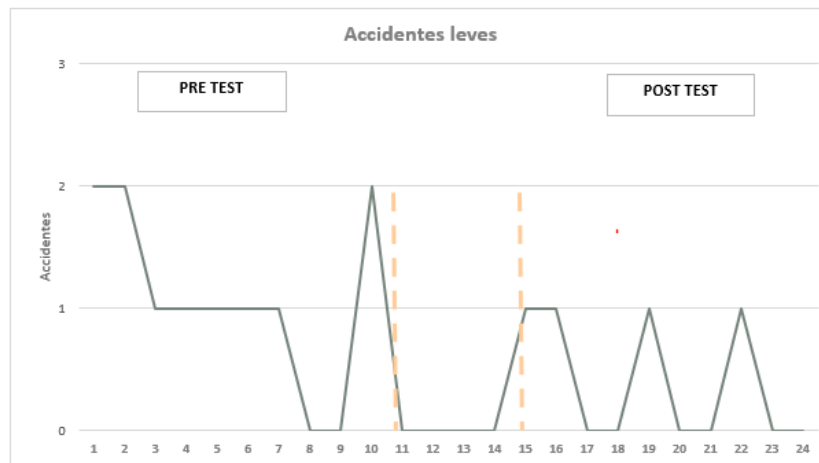 Accidentes leves
3
PRE TEST
POST TEST
2
Accidentes
1
0
1 2 3 4 5 6 7 8 9 10 11 12 13 14 15 16 17 18 19 20 21 22 23 24